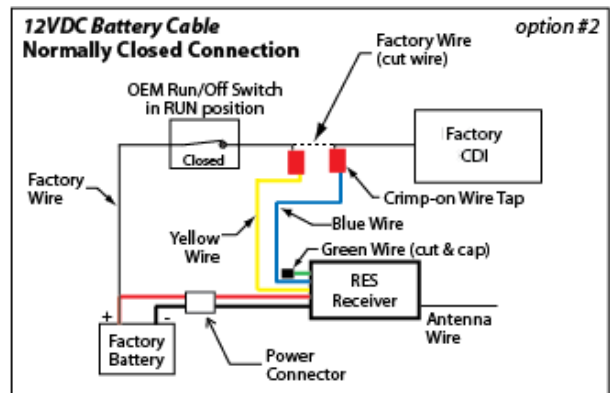 12VDC Battery Cable
option #2
Normally Closed Connection
Factory Wire
(cut wire)
OEM Run/Off Switch
in RUN position
Closed
Factory
CDI
Factory
Wire
Crimp-on Wire Tap
Blue Wire
Yellow
Wire
Green Wire (cut & cap)
RES
Receiver
Antenna
Wire
+
-
Factory
Battery
Power
Connector